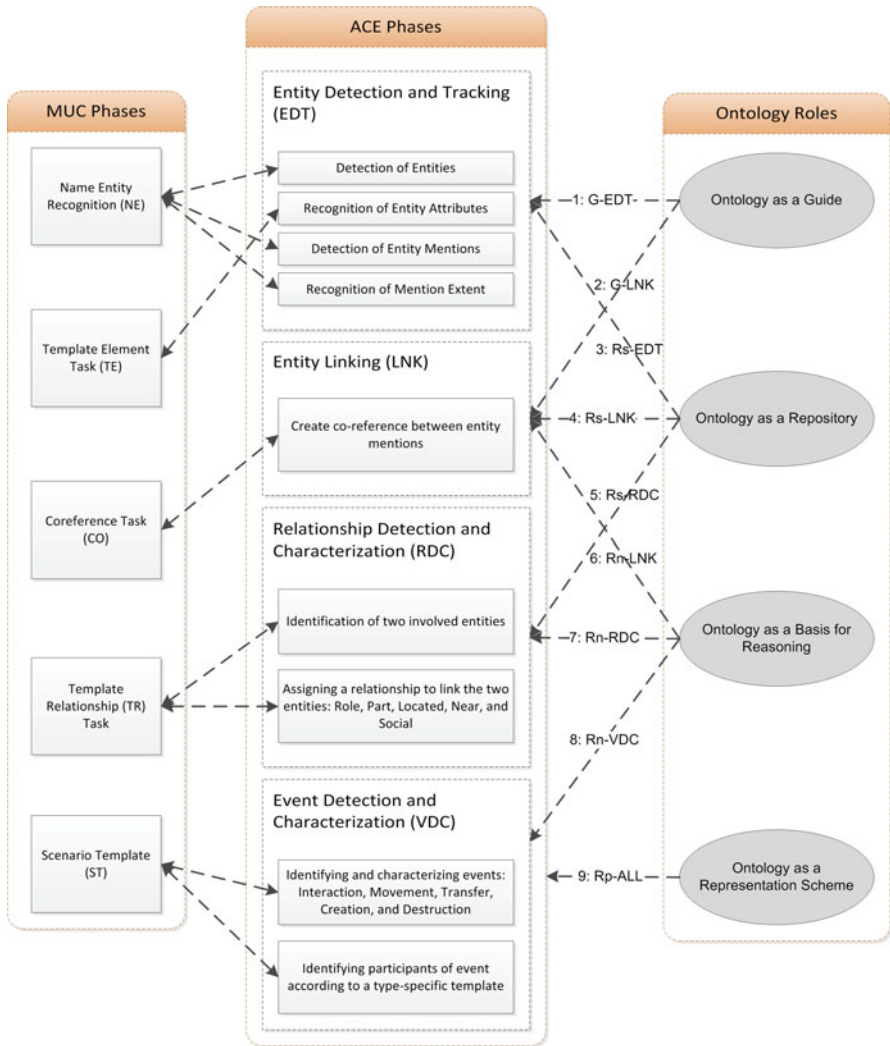 MUC Phases
Name Entity
Recognition (NE)
Template Element
Task (TE)
Coreference Task
(CO)
Template
Relationship (TR)
Task
Scenario Template
(ST)
ACE Phases
Entity Detection and Tracking
(EDT)
Detection of Entities
Recognition of Entity Attributes
Detection of Entity Mentions
Recognition of Mention Extent
Entity Linking (LNK)
Create co-reference between entity
mentions
Relationship Detection and
Characterization (RDC)
Identification of two involved entities
Assigning a relationship to link the two
entities: Role, Part, Located, Near, and
Social
Event Detection and
Characterization (VDC)
Identifying and characterizing events:
Interaction, Movement, Transfer,
Creation, and Destruction
Identifying participants of event
according to a type-specific template
1: G-EDT
2: G-LNK
3: Rs-EDT
4: Rs-LNK
5: Rs-RDC
6: Rn-LNK
7: Rn-RDC
8: Rn-VDC
9: Rp-ALL
Ontology Roles
Ontology as a Guide
Ontology as a Repository
Ontology as a Basis for
Reasoning
Ontology as a
Representation Scheme